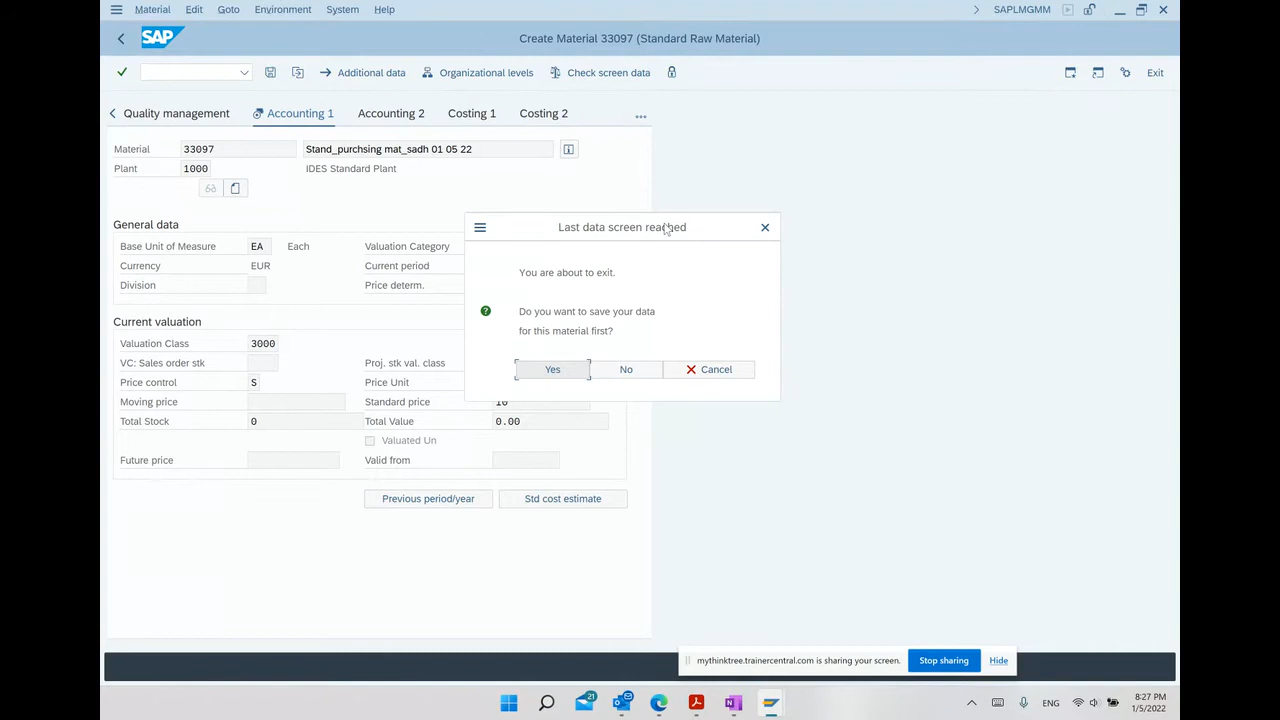 Material Edit Goto Environment System Help SAPLMGMM
SAP Create Material 33097 (Standard Raw Material)
Additional data Organizational levels Check screen data Exit
Quality management Accounting 1 Accounting 2 Costing 1 Costing 2 ...
Material 33097 Stand_purchsing mat_sadh 01 05 22
Plant 1000 IDES Standard Plant
General data
Base Unit of Measure EA Each Valuation Category
Currency EUR Current period
Division Price determ.
Current valuation
Valuation Class 3000
VC: Sales order stk Proj. stk val. class
Price control S Price Unit
Moving price Standard price 10
Total Stock 0 Total Value 0.00
Valuated Un
Future price Valid from
Previous period/year Std cost estimate
Last data screen reached
You are about to exit.
Do you want to save your data
for this material first?
Yes No Cancel
mythinktree.trainercentral.com is sharing your screen. Stop sharing Hide
21
ENG 8:27 PM
1/5/2022